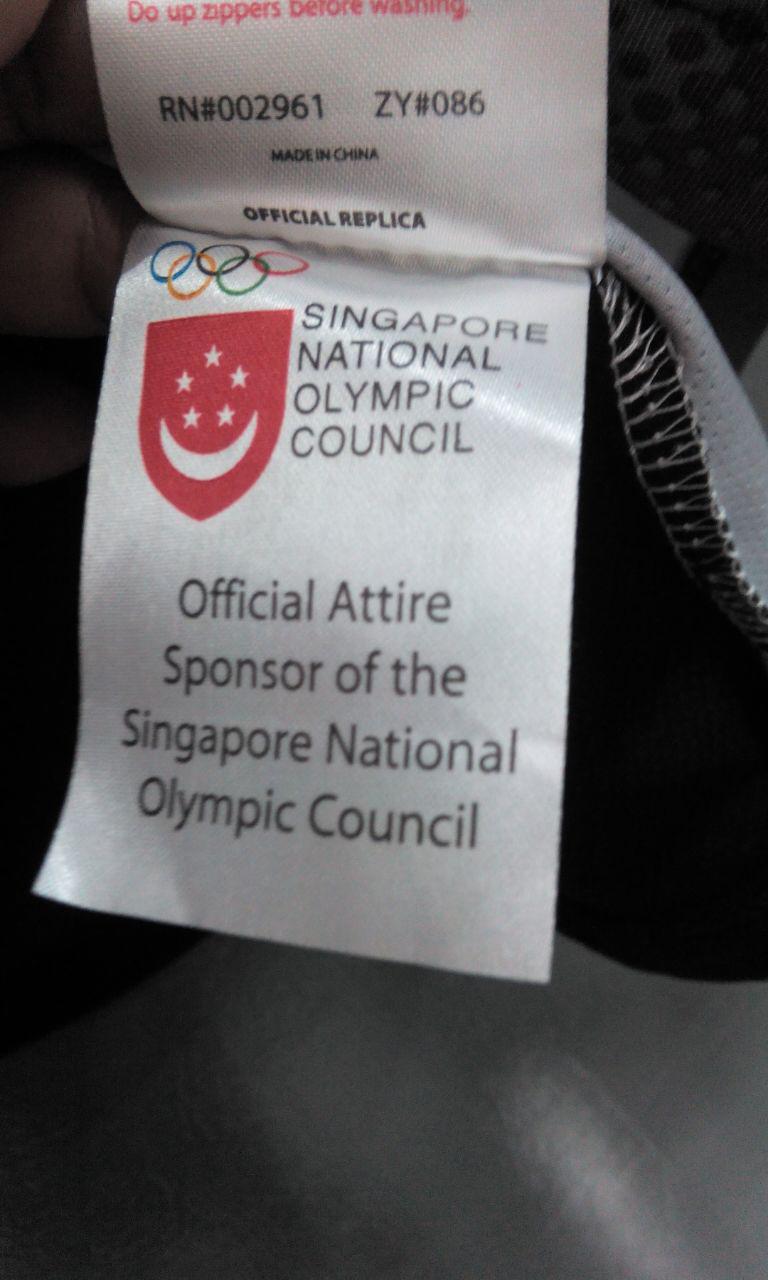 Do up zippers before washing.
RN#002961 ZY#086
MADE IN CHINA
OFFICIAL REPLICA
SINGAPORE
NATIONAL
OLYMPIC
COUNCIL
Official Attire
Sponsor of the
Singapore National
Olympic Council